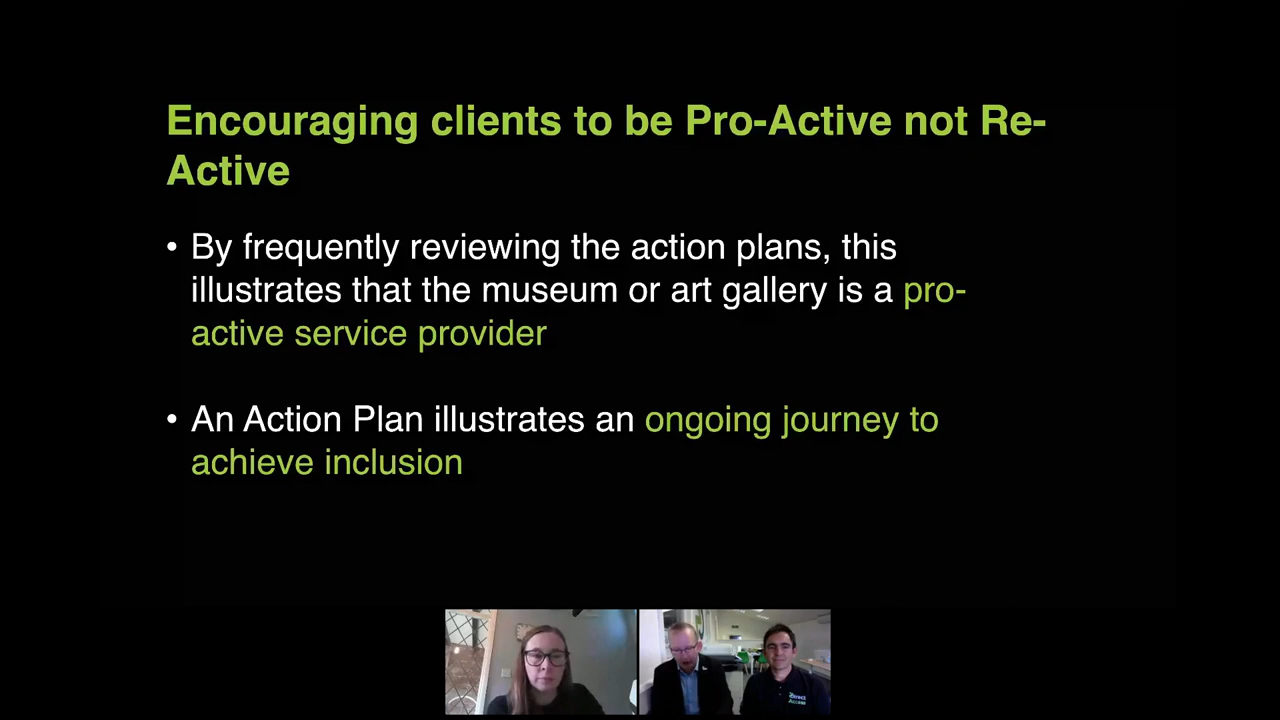 Encouraging clients to be Pro-Active not Re-
Active
• By frequently reviewing the action plans, this
illustrates that the museum or art gallery is a pro-
active service provider
• An Action Plan illustrates an ongoing journey to
achieve inclusion
Direct
Access